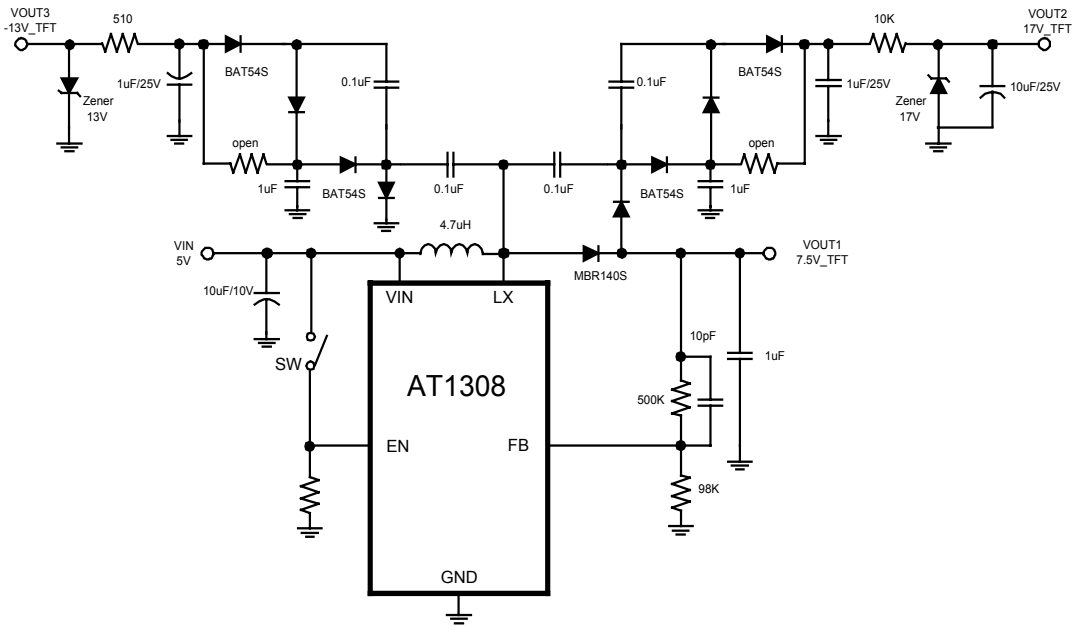 VOUT3
-13V_TFT
510
1uF/25V
BAT54S
0.1uF
Zener
13V
open
1uF
BAT54S
0.1uF
VOUT2
17V_TFT
10K
BAT54S
0.1uF
1uF/25V
Zener
17V
10uF/25V
open
0.1uF
BAT54S
1uF
4.7uH
VIN
5V
VOUT1
7.5V_TFT
MBR140S
10uF/10V
VIN
LX
SW
AT1308
10pF
1uF
500K
EN
FB
98K
GND